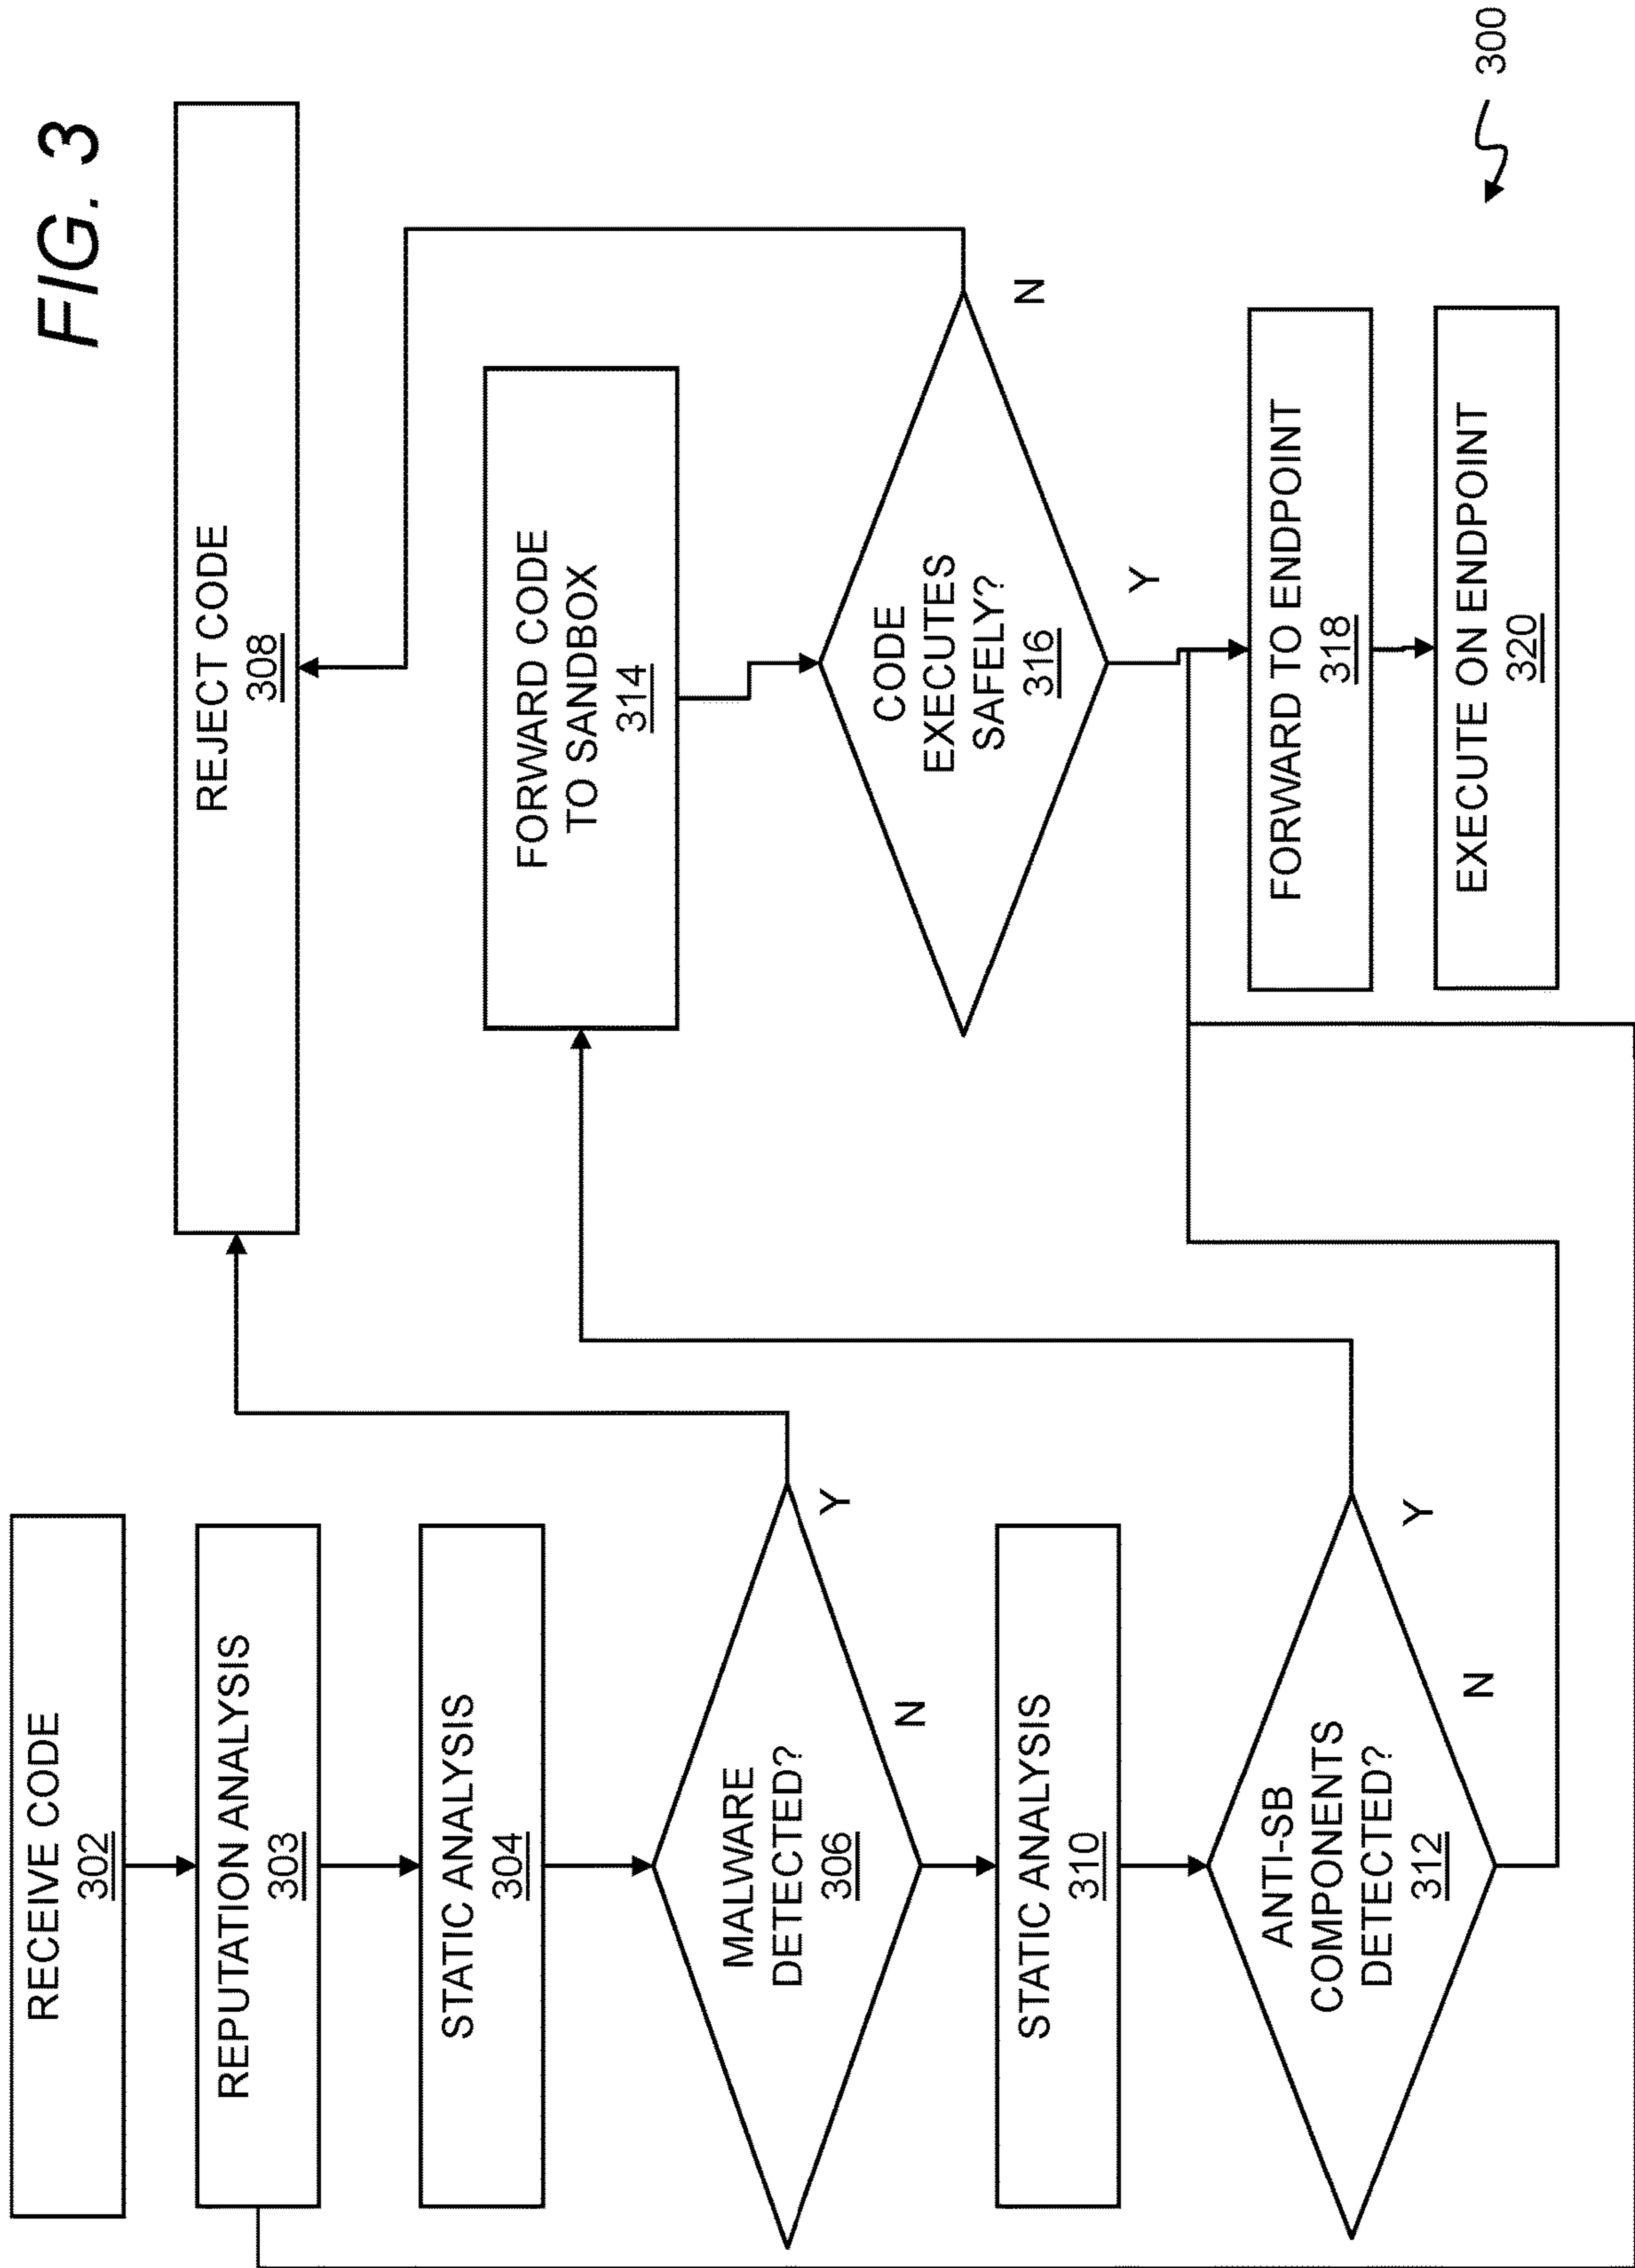 FIG. 3
RECEIVE CODE
302
REPUTATION ANALYSIS
303
STATIC ANALYSIS
304
MALWARE
DETECTED?
306
Y
N
STATIC ANALYSIS
310
ANTI-SB
COMPONENTS
DETECTED?
312
Y
N
REJECT CODE
308
FORWARD CODE
TO SANDBOX
314
CODE
EXECUTES
SAFELY?
316
N
Y
FORWARD TO ENDPOINT
318
EXECUTE ON ENDPOINT
320
300